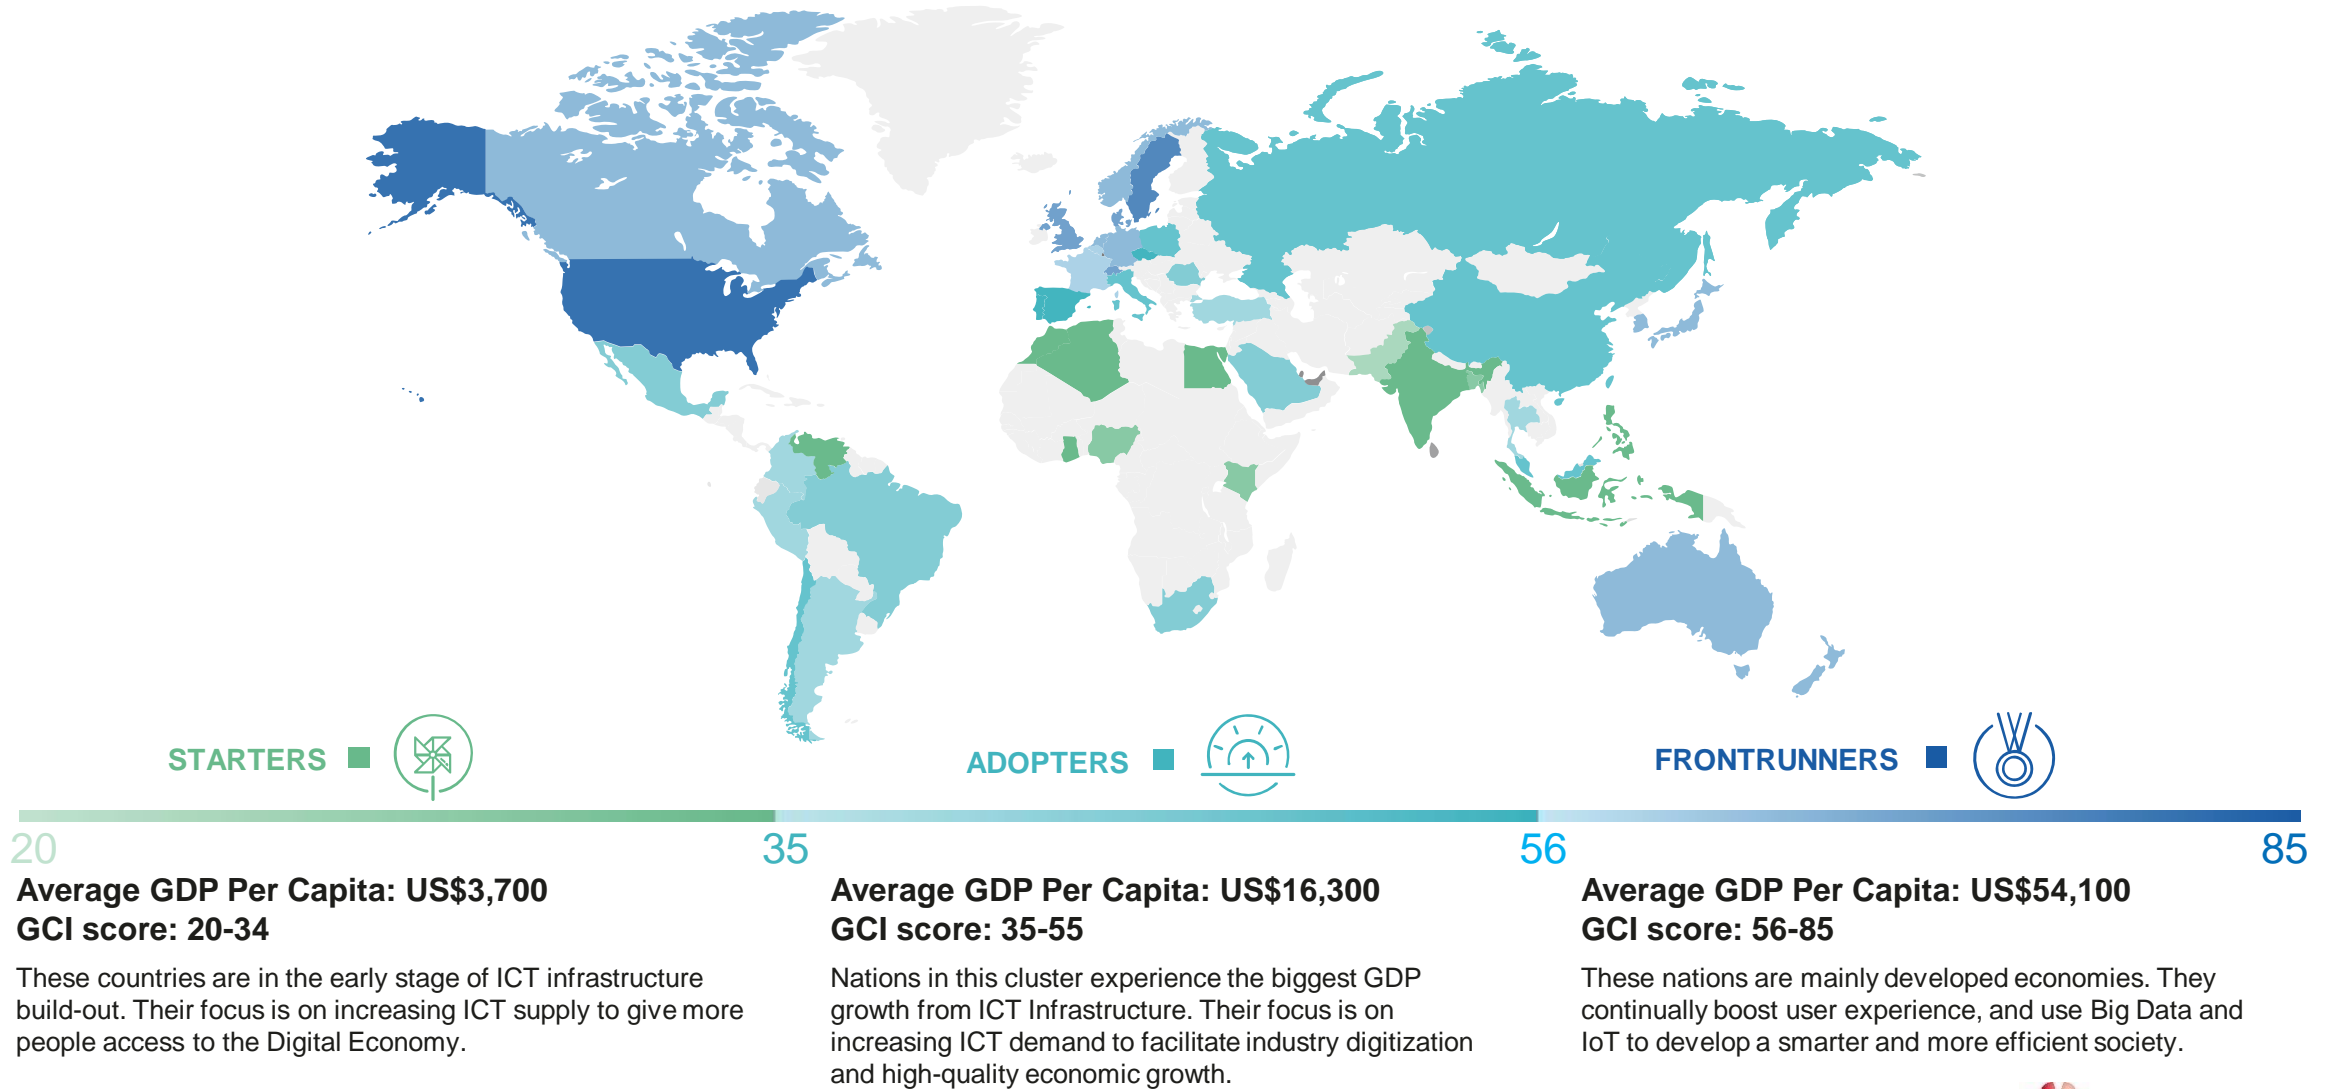 STARTERS
ADOPTERS
FRONTRUNNERS
20
35
56
85
Average GDP Per Capita: US$3,700
GCI score: 20-34
These countries are in the early stage of ICT infrastructure
build-out. Their focus is on increasing ICT supply to give more
people access to the Digital Economy.
Average GDP Per Capita: US$16,300
GCI score: 35-55
Nations in this cluster experience the biggest GDP
growth from ICT Infrastructure. Their focus is on
increasing ICT demand to facilitate industry digitization
and high-quality economic growth.
Average GDP Per Capita: US$54,100
GCI score: 56-85
These nations are mainly developed economies. They
continually boost user experience, and use Big Data and
IoT to develop a smarter and more efficient society.